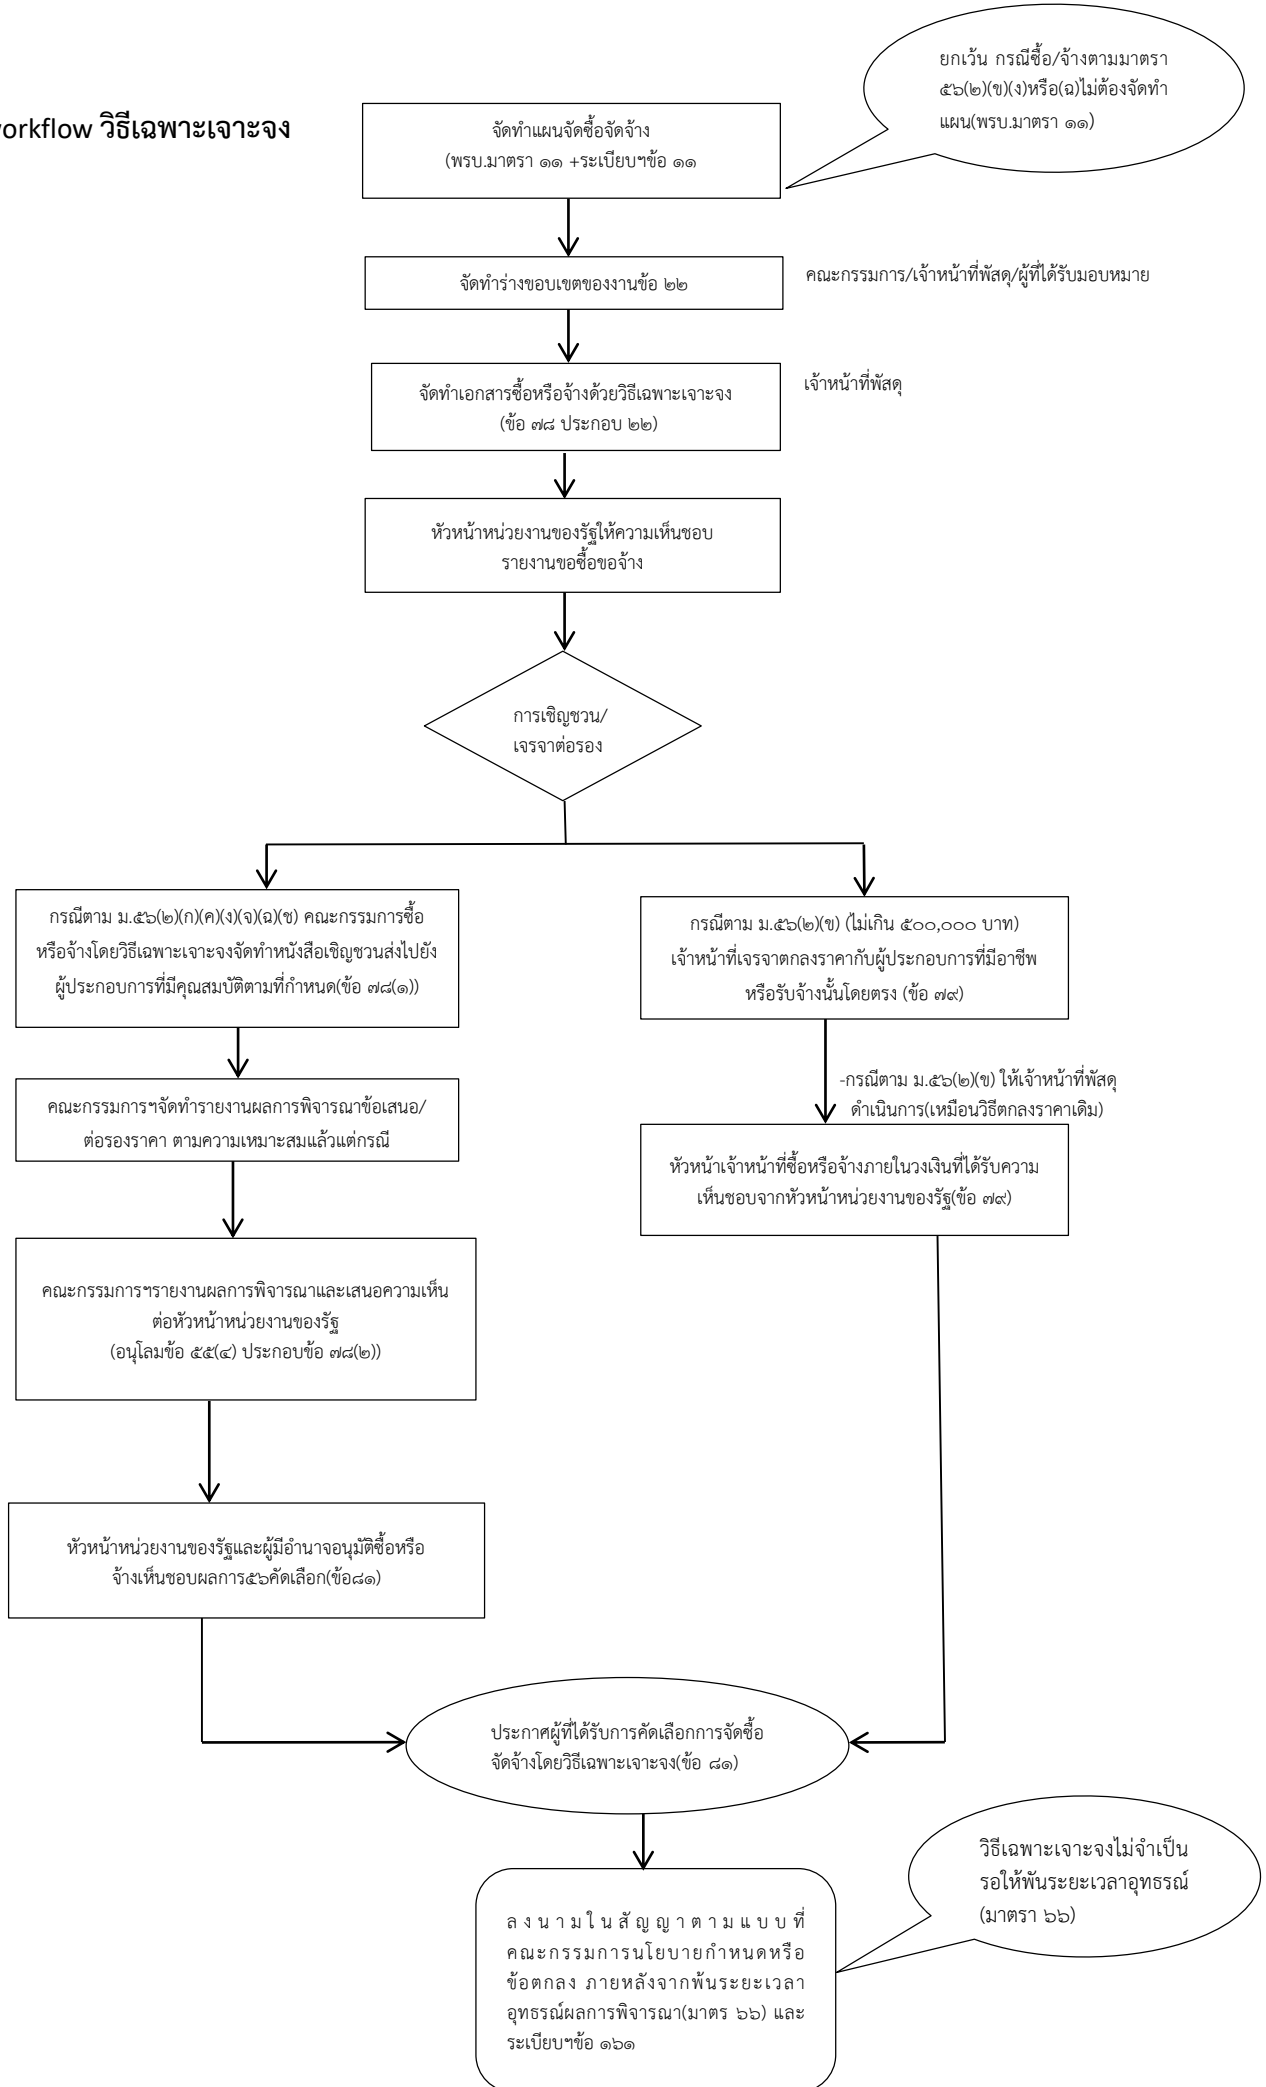 ยกเว้น กรณีซื้อ/จ้างตามมาตรา
๕๖(๒)(ข)(ง)หรือ(ฉ)ไม่ต้องจัดทำ
แผน(พรบ.มาตรา ๑๑)
workflow วิธีเฉพาะเจาะจง
จัดทำแผนจัดซื้อจัดจ้าง
(พรบ.มาตรา ๑๑ +ระเบียบฯข้อ ๑๑
จัดทำร่างขอบเขตของงานข้อ ๒๒
คณะกรรมการ/เจ้าหน้าที่พัสดุ/ผู้ที่ได้รับมอบหมาย
จัดทำเอกสารซื้อหรือจ้างด้วยวิธีเฉพาะเจาะจง
(ข้อ ๗๘ ประกอบ ๒๒)
เจ้าหน้าที่พัสดุ
หัวหน้าหน่วยงานของรัฐให้ความเห็นชอบ
รายงานขอซื้อขอจ้าง
การเชิญชวน/
เจรจาต่อรอง
กรณีตาม ม.๕๖(๒)(ก)(ค)(ง)(จ)(ฉ)(ช) คณะกรรมการซื้อ
หรือจ้างโดยวิธีเฉพาะเจาะจงจัดทำหนังสือเชิญชวนส่งไปยัง
ผู้ประกอบการที่มีคุณสมบัติตามที่กำหนด(ข้อ ๗๘(๑))
กรณีตาม ม.๕๖(๒)(ข) (ไม่เกิน ๕๐๐,๐๐๐ บาท)
เจ้าหน้าที่เจรจาตกลงราคากับผู้ประกอบการที่มีอาชีพ
หรือรับจ้างนั้นโดยตรง (ข้อ ๗๙)
-กรณีตาม ม.๕๖(๒)(ข) ให้เจ้าหน้าที่พัสดุ
ดำเนินการ(เหมือนวิธีตกลงราคาเดิม)
คณะกรรมการฯจัดทำรายงานผลการพิจารณาข้อเสนอ/
ต่อรองราคา ตามความเหมาะสมแล้วแต่กรณี
หัวหน้าเจ้าหน้าที่ซื้อหรือจ้างภายในวงเงินที่ได้รับความ
เห็นชอบจากหัวหน้าหน่วยงานของรัฐ(ข้อ ๗๙)
คณะกรรมการฯรายงานผลการพิจารณาและเสนอความเห็น
ต่อหัวหน้าหน่วยงานของรัฐ
(อนุโลมข้อ ๕๕(๔) ประกอบข้อ ๗๘(๒))
หัวหน้าหน่วยงานของรัฐและผู้มีอำนาจอนุมัติซื้อหรือ
จ้างเห็นชอบผลการ๕๖คัดเลือก(ข้อ๘๑)
ประกาศผู้ที่ได้รับการคัดเลือกการจัดซื้อ
จัดจ้างโดยวิธีเฉพาะเจาะจง(ข้อ ๘๑)
วิธีเฉพาะเจาะจงไม่จำเป็น
รอให้พันระยะเวลาอุทธรณ์
(มาตรา ๖๖)
ลงนามในสัญญาตามแบบที่
คณะกรรมการนโยบายกำหนดหรือ
ข้อตกลง ภายหลังจากพ้นระยะเวลา
อุทธรณ์ผลการพิจารณา(มาตร ๖๖) และ
ระเบียบฯข้อ ๑๖๑